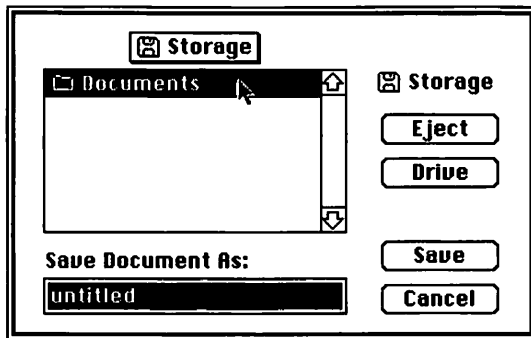 Storage
Documents
Storage
Eject
Drive
Save Document As:
untitled
Save
Cancel